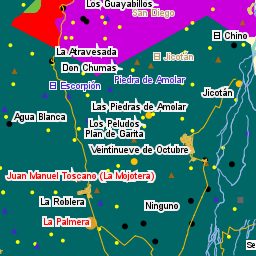 Los Guayabillos
San Diego
El Chino
La Atravesada
El Jicotán
Don Chumas
Piedra de Amolar
El Escorpión
Jicotán
Las Piedras de Amolar
Agua Blanca
Los Peludos
Plan de Garita
Veintinueve de Octubre
Juan Manuel Toscano (La Mojotera)
La Roblera
Ninguno
La Palmera
Se